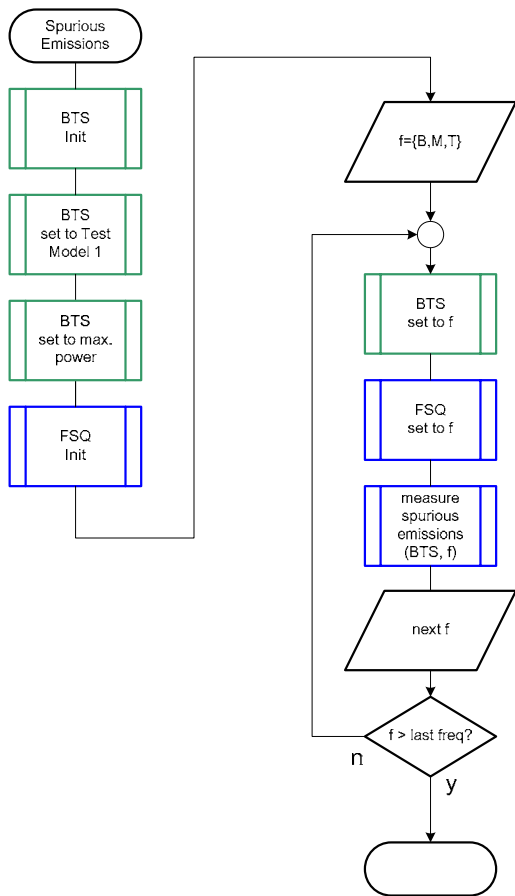 Spurious
Emissions
BTS
Init
BTS
set to Test
Model 1
BTS
set to max.
power
FSQ
Init
f={B,M,T}
BTS
set to f
FSQ
set to f
measure
spurious
emissions
(BTS, f)
next f
f > last freq?
n
y